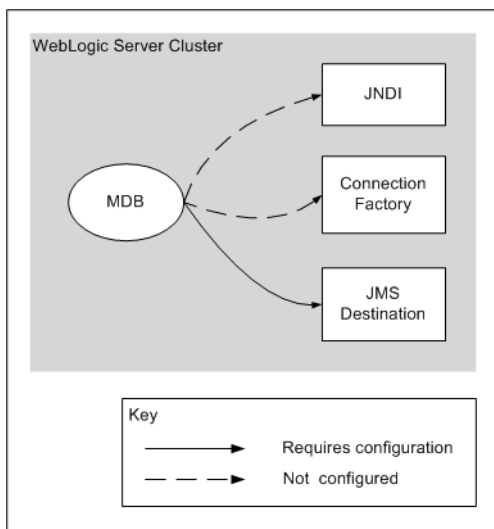 WebLogic Server Cluster
JNDI
MDB
Connection
Factory
JMS
Destination
Key
Requires configuration
Not configured